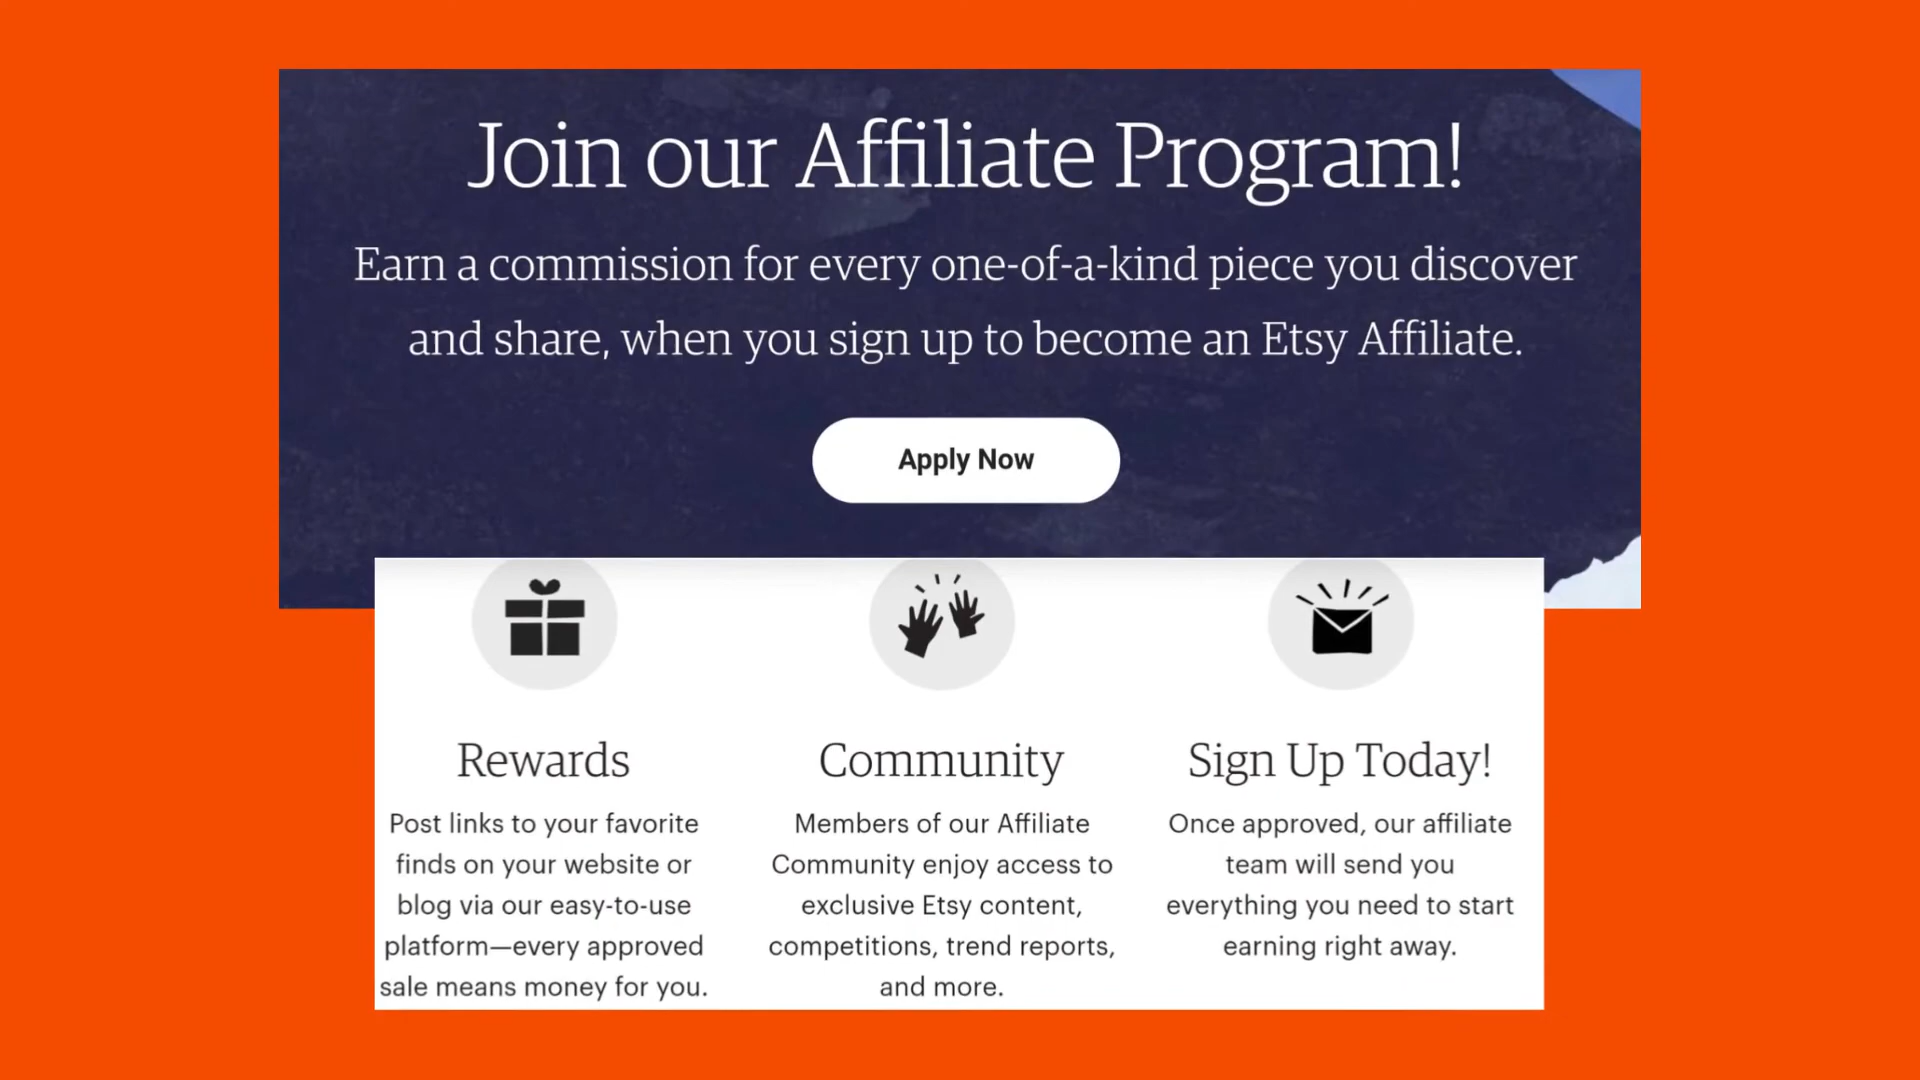 Join our Affiliate Program!
Earn a commission for every one-of-a-kind piece you discover
and share, when you sign up to become an Etsy Affiliate.
Apply Now
Rewards
Post links to your favorite
finds on your website or
blog via our easy-to-use
platform—every approved
sale means money for you.
Community
Members of our Affiliate
Community enjoy access to
exclusive Etsy content,
competitions, trend reports,
and more.
Sign Up Today!
Once approved, our affiliate
team will send you
everything you need to start
earning right away.